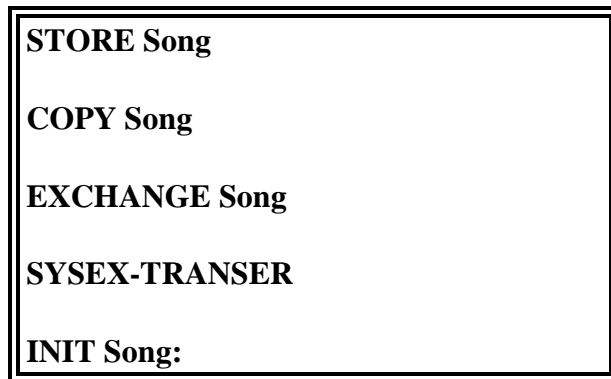 STORE Song
COPY Song
EXCHANGE Song
SYSEX-TRANSER
INIT Song: